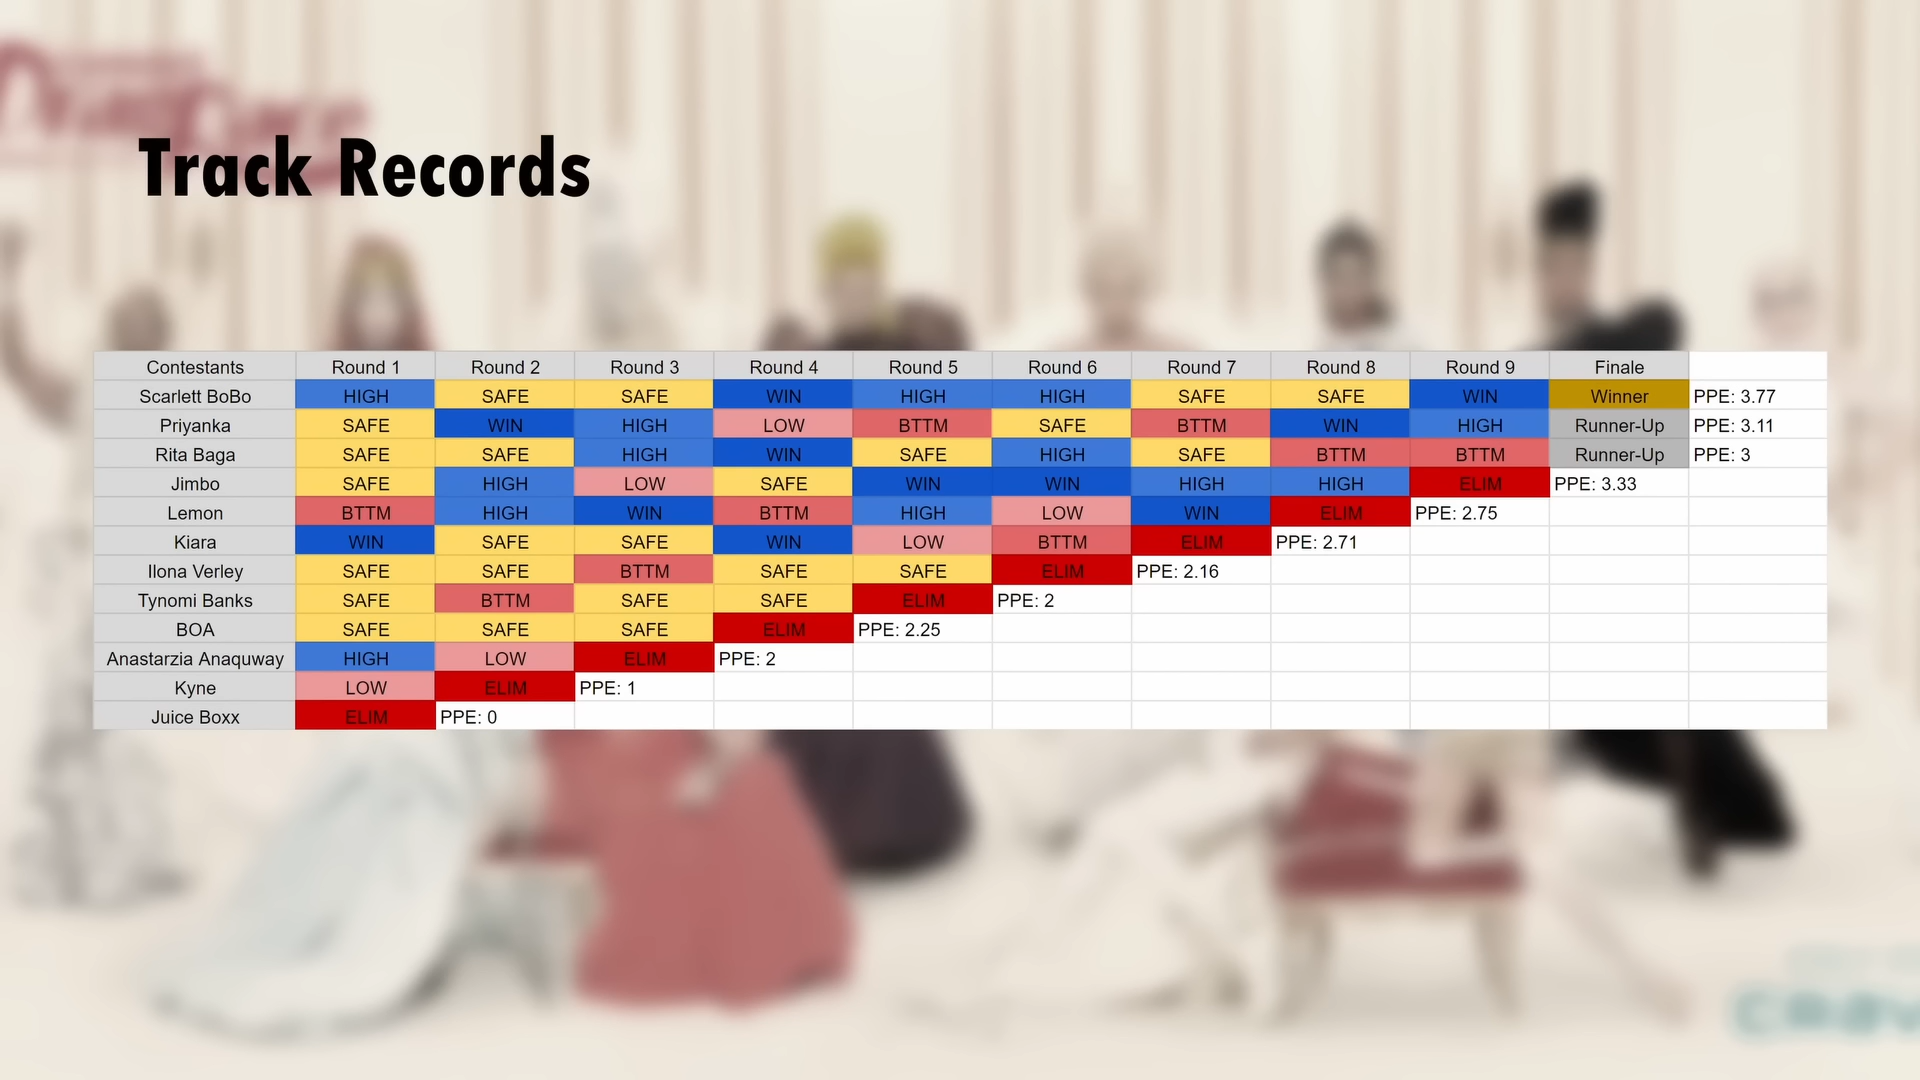 Drag Race
Track Records
Contestants Round 1 Round 2 Round 3 Round 4 Round 5 Round 6 Round 7 Round 8 Round 9 Finale
Scarlett BoBo HIGH SAFE SAFE WIN HIGH HIGH SAFE SAFE WIN Winner PPE: 3.77
Priyanka SAFE WIN HIGH LOW BTTM SAFE BTTM WIN HIGH Runner-Up PPE: 3.11
Rita Baga SAFE SAFE HIGH WIN SAFE HIGH SAFE BTTM BTTM Runner-Up PPE: 3
Jimbo SAFE HIGH LOW SAFE WIN WIN HIGH HIGH ELIM PPE: 3.33
Lemon BTTM HIGH WIN BTTM HIGH LOW WIN ELIM PPE: 2.75
Kiara WIN SAFE SAFE WIN LOW BTTM ELIM PPE: 2.71
Ilona Verley SAFE SAFE BTTM SAFE SAFE ELIM PPE: 2.16
Tynomi Banks SAFE BTTM SAFE SAFE ELIM PPE: 2
BOA SAFE SAFE SAFE ELIM PPE: 2.25
Anastarzia Anaquway HIGH LOW ELIM PPE: 2
Kyne LOW ELIM PPE: 1
Juice Boxx ELIM PPE: 0